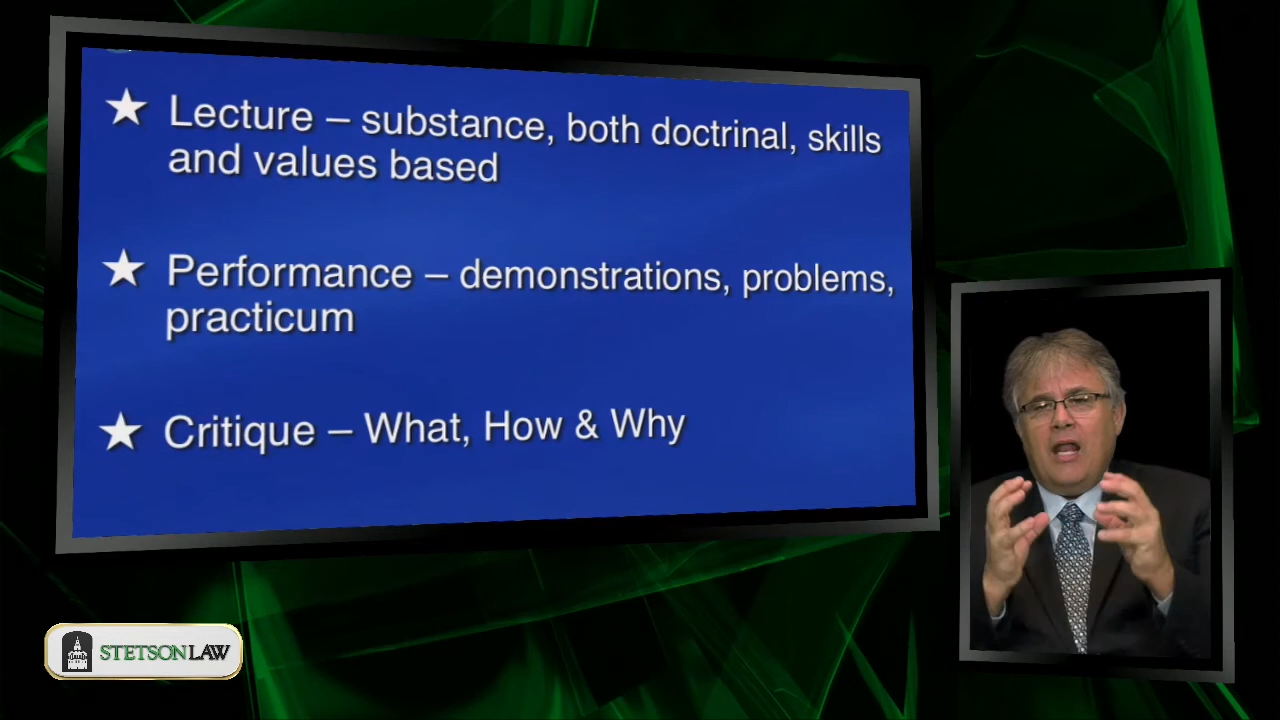 ★ Lecture – substance, both doctrinal, skills
and values based
★ Performance – demonstrations, problems,
practicum
★ Critique – What, How & Why
STETSONLAW